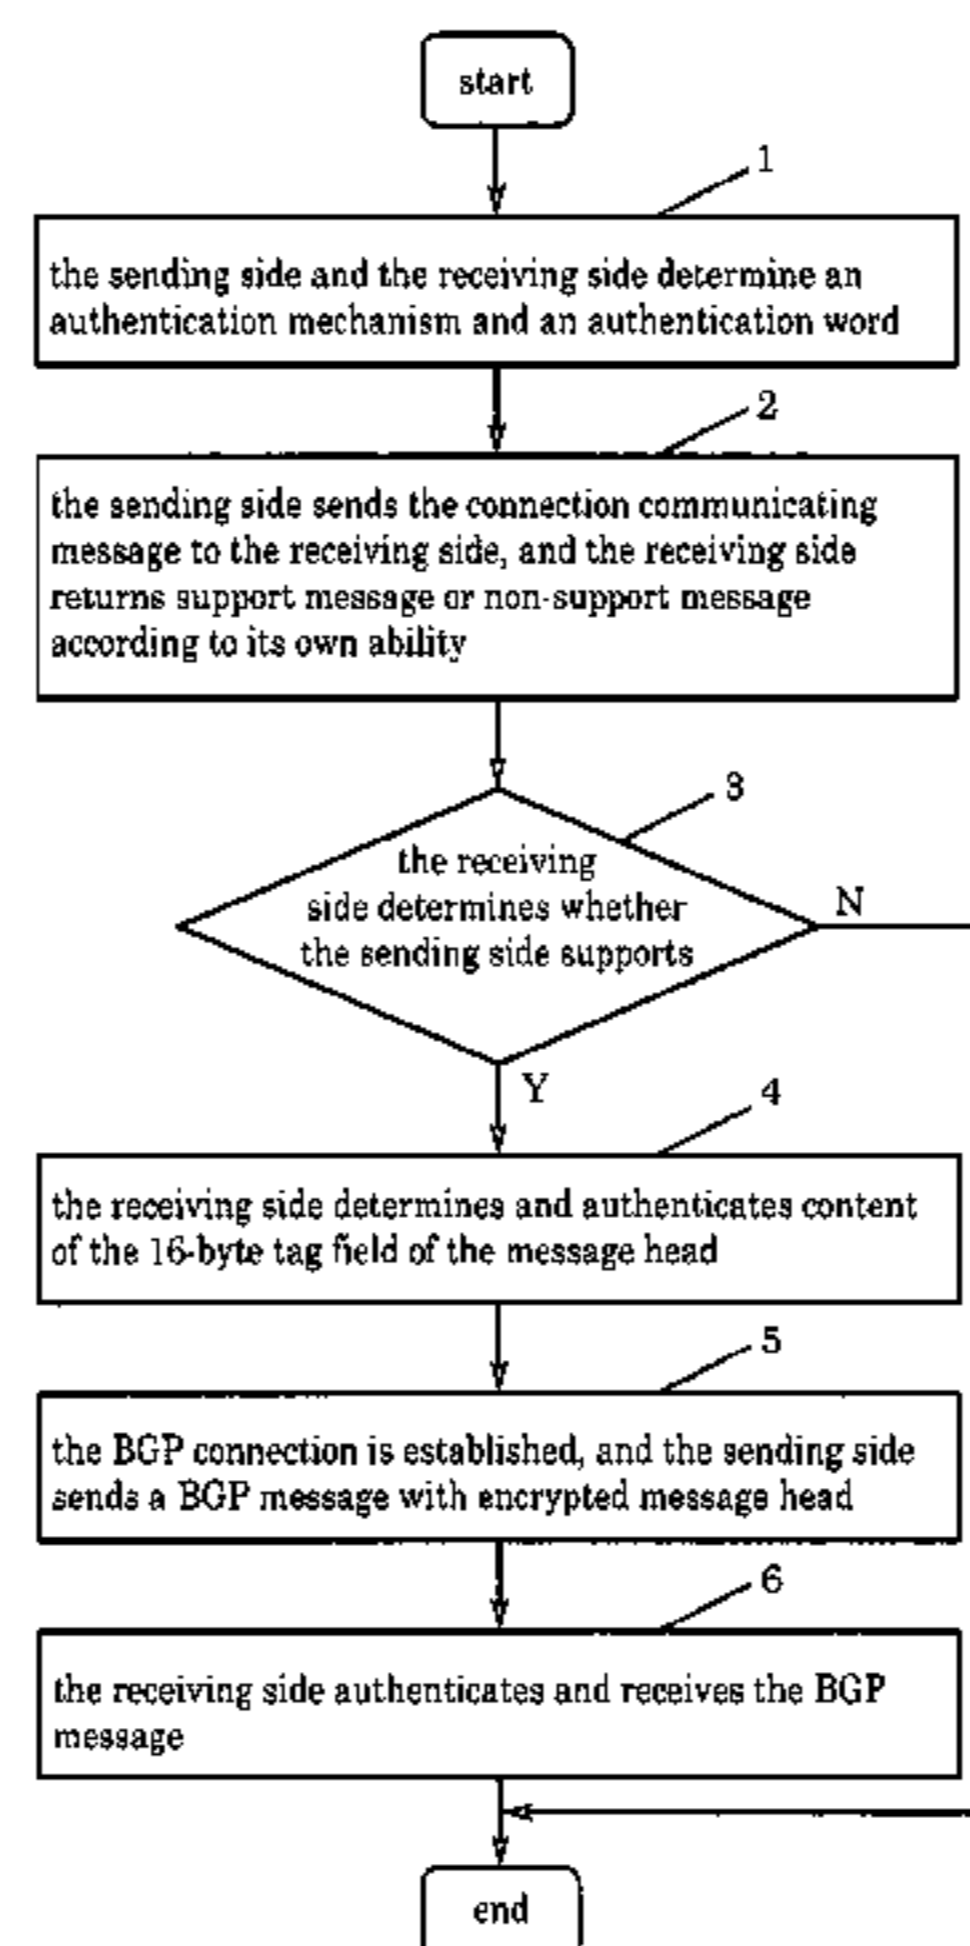 start
1
the sending side and the receiving side determine an
authentication mechanism and an authentication word
2
the sending side sends the connection communicating
message to the receiving side, and the receiving side
returns support message or non-support message
according to its own ability
3
the receiving
side determines whether
the sending side supports
N
Y
4
the receiving side determines and authenticates content
of the 16-byte tag field of the message head
5
the BGP connection is established, and the sending side
sends a BGP message with encrypted message head
6
the receiving side authenticates and receives the BGP
message
end